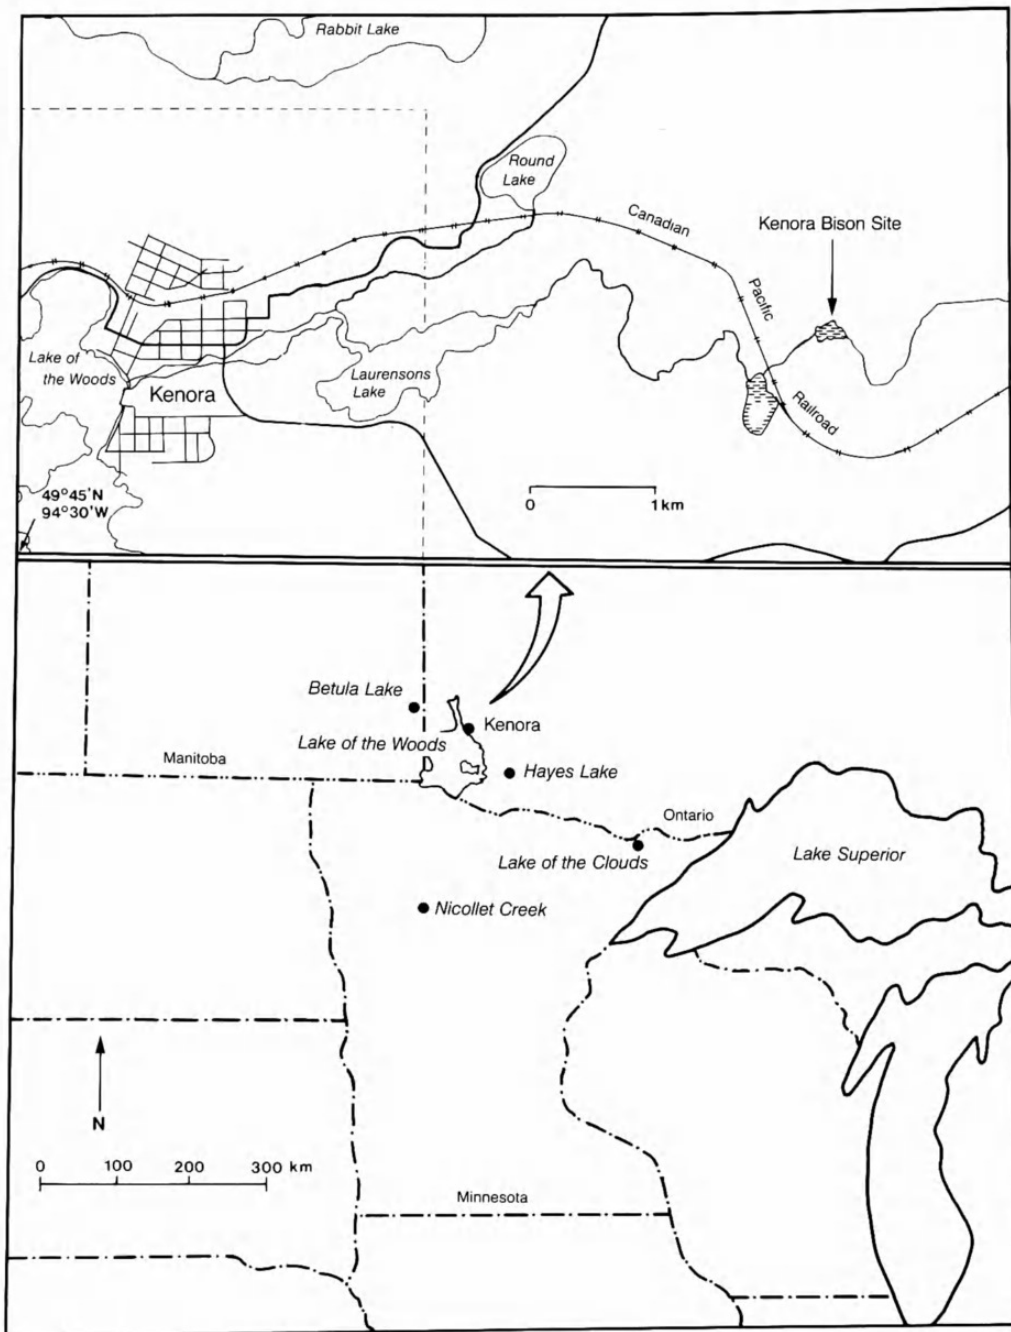 Rabbit Lake
Round
Lake
Canadian
Kenora Bison Site
Pacific
Lake of
the Woods
Laurensons
Lake
Kenora
Railroad
49°45'N
94°30'W
0 1 km
Betula Lake
Kenora
Lake of the Woods
Manitoba
Hayes Lake
Ontario
Lake of the Clouds
Lake Superior
Nicollet Creek
N
0 100 200 300 km
Minnesota